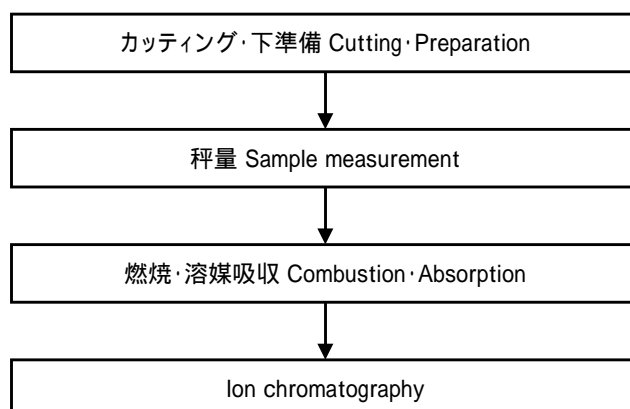 カッティング･下準備 Cutting･Preparation
秤量 Sample measurement
燃焼･溶媒吸収 Combustion･Absorption
Ion chromatography